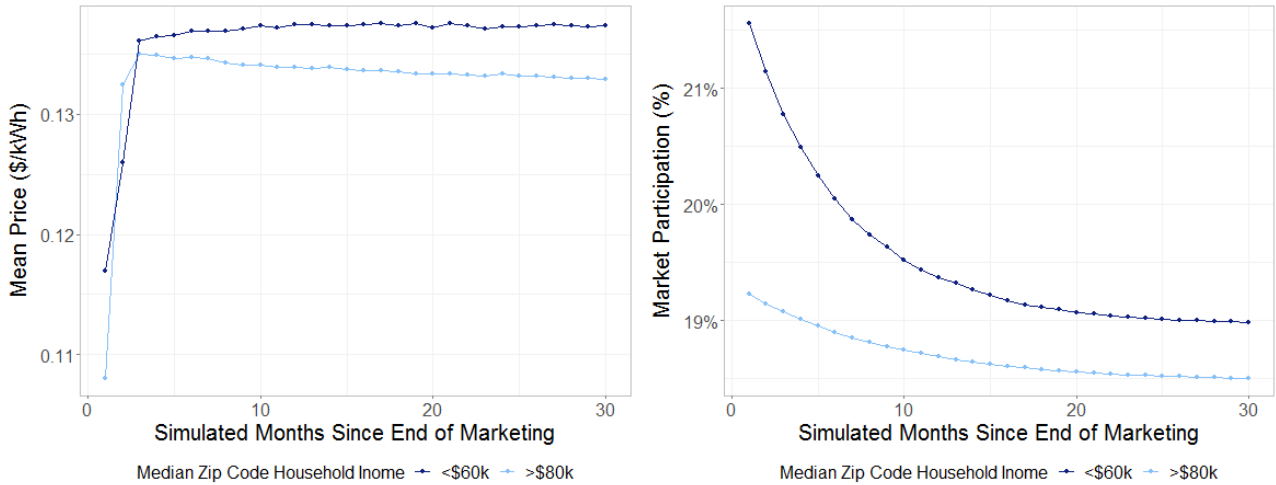 Mean Price ($/kWh)
0.13
0.12
0.11
0 10 20 30
Simulated Months Since End of Marketing
Median Zip Code Household Inome <$60k >$80k
Market Participation (%)
21%
20%
19%
0 10 20 30
Simulated Months Since End of Marketing
Median Zip Code Household Inome <$60k >$80k